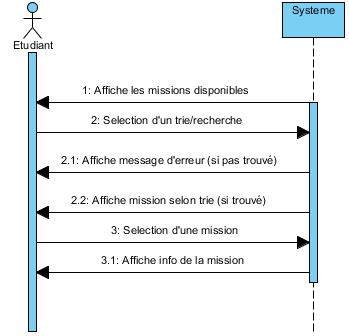 Systeme
Etudiant
1: Affiche les missions disponibles
2: Selection d'un trie/recherche
2.1: Affiche message d'erreur (si pas trouvé)
2.2: Affiche mission selon trie (si trouvé)
3: Selection d'une mission
3.1: Affiche info de la mission